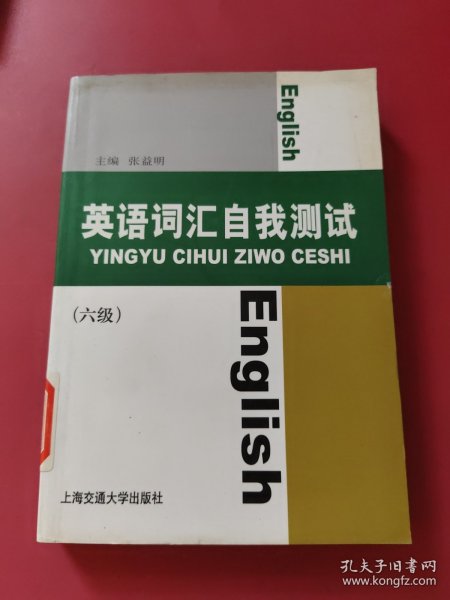 English
主编 张益明
英语词汇自我测试
YINGYU CIHUI ZIWO CESHI
(六级)
English
上海交通大学出版社
孔夫子旧书网
www.kongfz.com